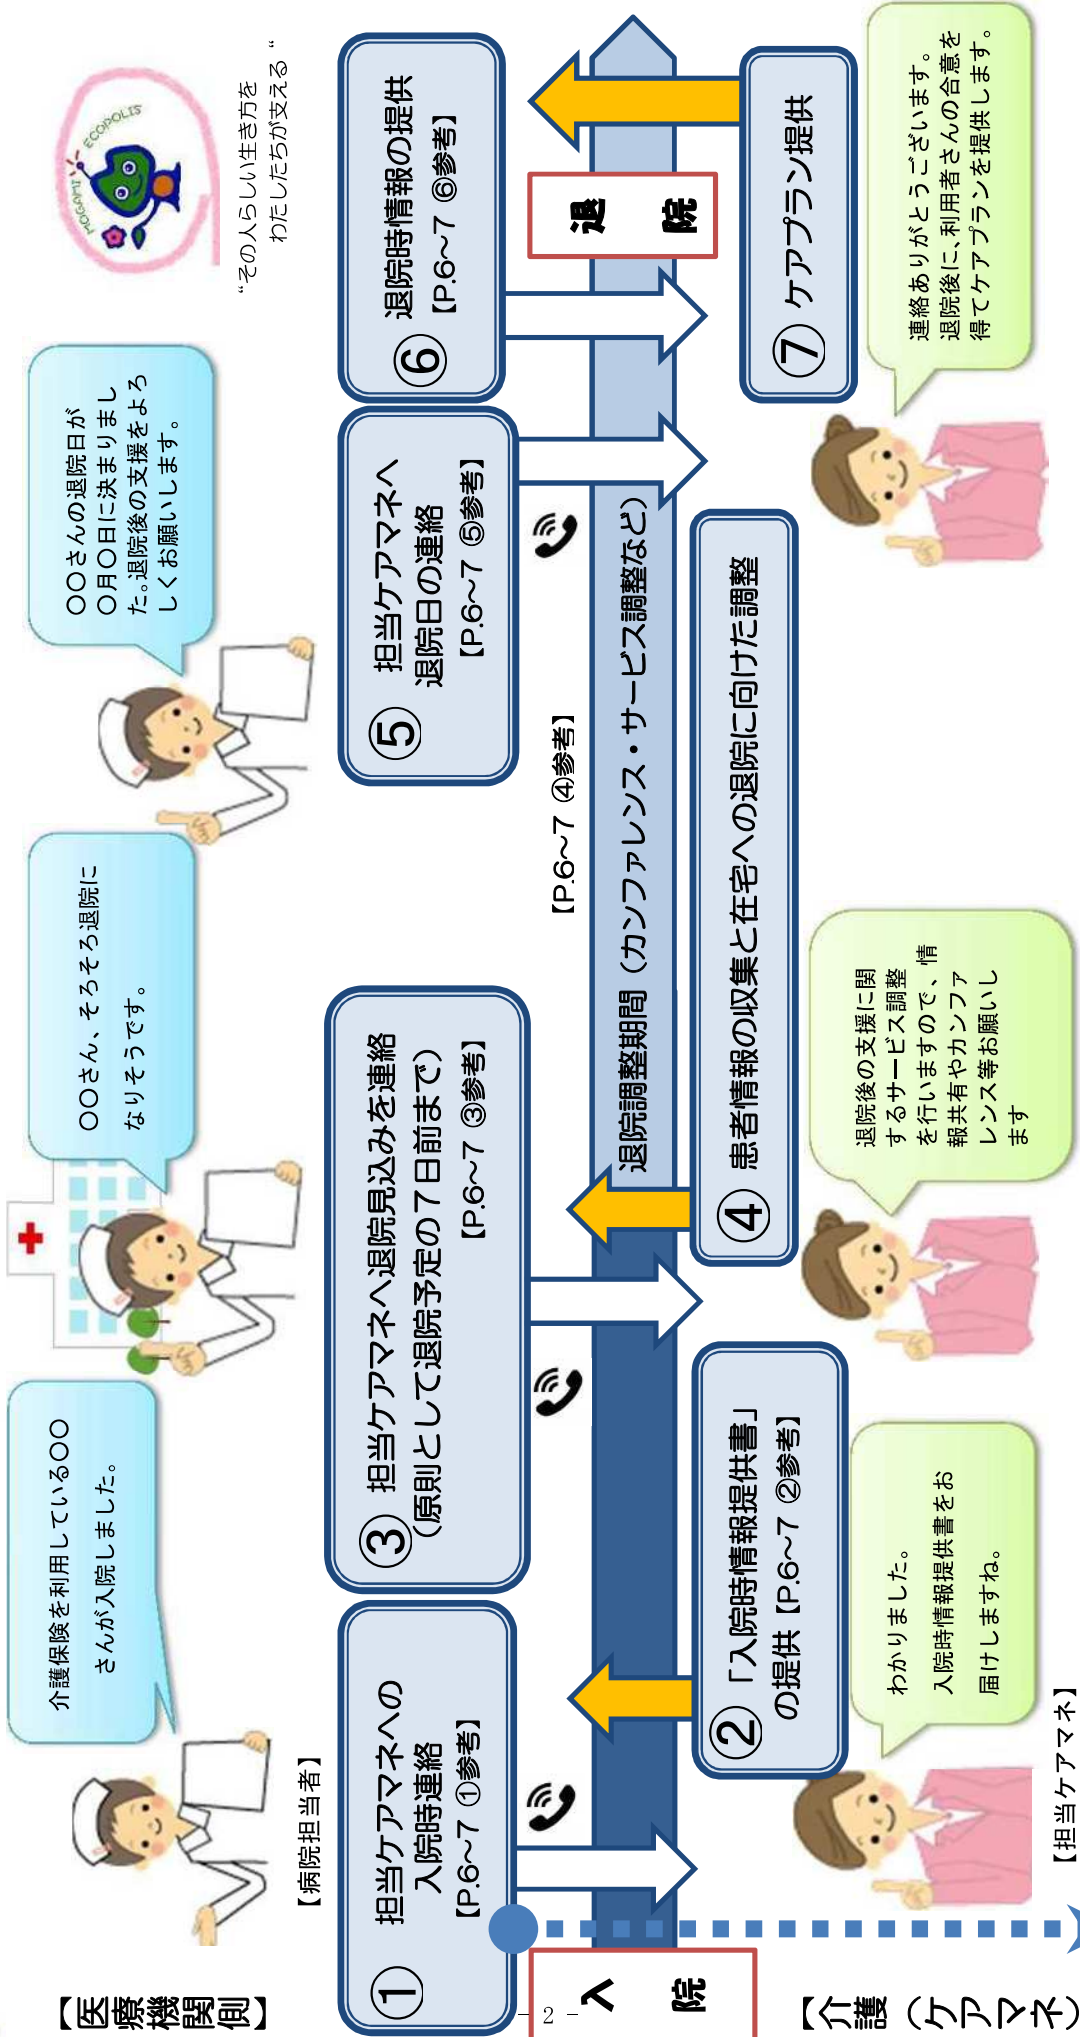 【医療機関側】
介護保険を利用している〇〇
さんが入院しました。
【病院担当者】
〇〇さん、そろそろ退院に
なりそうです。
〇〇さんの退院日が
〇月〇日に決まりまし
た。退院後の支援をよろ
しくお願いします。
MOGAMI ECOPOLIS
“その人らしい生き方を
わたしたちが支える“
① 担当ケアマネへの
入院時連絡
【P.6～7 ①参考】
③ 担当ケアマネへ退院見込みを連絡
（原則として退院予定の７日前まで）
【P.6～7 ③参考】
⑤ 担当ケアマネへ
退院日の連絡
【P.6～7 ⑤参考】
⑥ 退院時情報の提供
【P.6～7 ⑥参考】
入院
- 2 -
【P.6～7 ④参考】
退院調整期間（カンファレンス・サービス調整など）
退院
② 「入院時情報提供書」
の提供【P.6～7 ②参考】
④ 患者情報の収集と在宅への退院に向けた調整
⑦ ケアプラン提供
【介護（ケアマネ）
わかりました。
入院時情報提供書をお
届けしますね。
【担当ケアマネ】
退院後の支援に関
するサービス調整
を行いますので、情
報共有やカンファ
レンス等お願いし
ます
連絡ありがとうございます。
退院後に、利用者さんの合意を
得てケアプランを提供します。